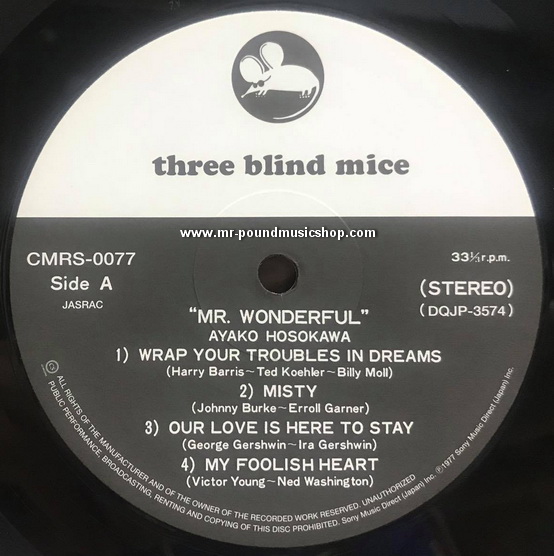 three blind mice
www.mr-poundmusicshop.com
CMRS-0077
Side A
JASRAC
33⅓r.p.m.
(STEREO)
(DQJP-3574)
"MR. WONDERFUL"
AYAKO HOSOKAWA
1) WRAP YOUR TROUBLES IN DREAMS
(Harry Barris~Ted Koehler~Billy Moll)
2) MISTY
(Johnny Burke~Erroll Garner)
3) OUR LOVE IS HERE TO STAY
(George Gershwin~Ira Gershwin)
4) MY FOOLISH HEART
(Victor Young~Ned Washington)
ALL RIGHTS OF THE MANUFACTURER AND OF THE OWNER OF THE RECORDED WORK RESERVED. UNAUTHORIZED
PUBLIC PERFORMANCE, BROADCASTING, RENTING AND COPYING OF THIS DISC PROHIBITED. Sony Music Direct (Japan) Inc. ℗1977 Sony Music Direct (Japan) Inc.